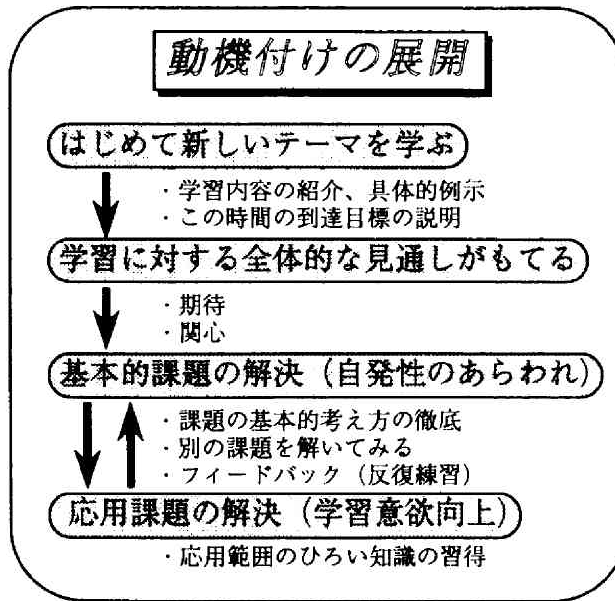 動機付けの展開
はじめて新しいテーマを学ぶ
・学習内容の紹介、具体的例示
・この時間の到達目標の説明
学習に対する全体的な見通しがもてる
・期待
・関心
基本的課題の解決（自発性のあらわれ）
・課題の基本的考え方の徹底
・別の課題を解いてみる
・フィードバック（反復練習）
応用課題の解決（学習意欲向上）
・応用範囲のひろい知識の習得